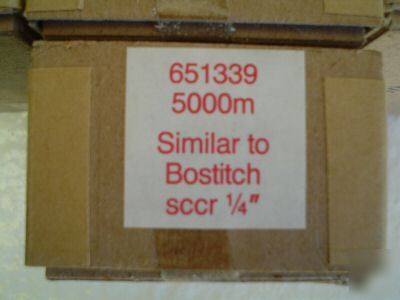 651339
5000m
Similar to
Bostitch
sccr ¼"